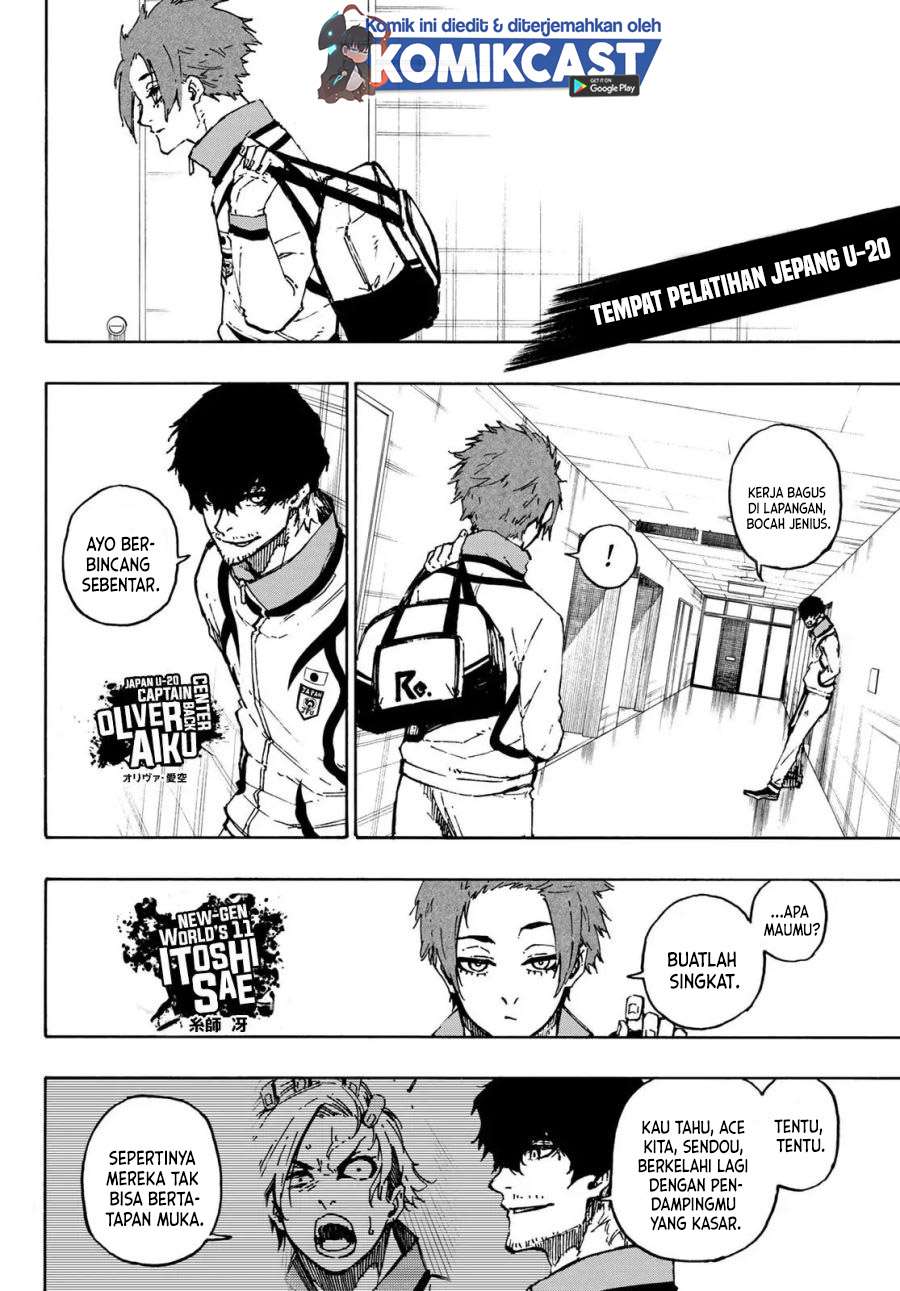 Komik ini diedit & diterjemahkan oleh
KOMIKCAST
GET IT ON
Google Play
TEMPAT PELATIHAN JEPANG U-20
KERJA BAGUS
DI LAPANGAN,
BOCAH JENIUS.
!
R
AYO BER-
BINCANG
SEBENTAR.
JAPAN
JAPAN U-20
CAPTAIN
CENTER
BACK
OLIVER
AIKU
オリヴァ・愛空
...APA
MAUMU?
BUATLAH
SINGKAT.
NEW-GEN
WORLD'S 11
ITOSHI
SAE
糸師 冴
TENTU,
TENTU.
KAU TAHU, ACE
KITA, SENDOU,
BERKELAHI LAGI
DENGAN PEN-
DAMPINGMU
YANG KASAR.
SEPERTINYA
MEREKA TAK
BISA BERTA-
TAPAN MUKA.